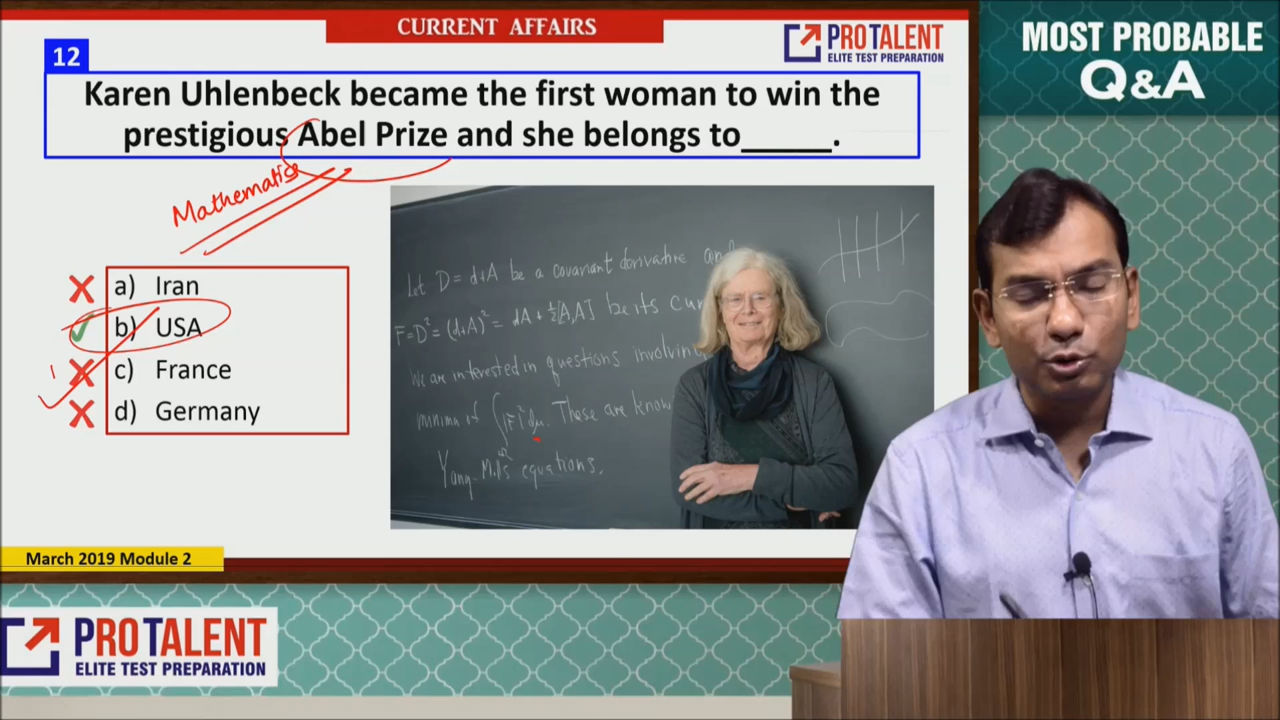 CURRENT AFFAIRS
PROTALENT
ELITE TEST PREPARATION
MOST PROBABLE
Q&A
12
Karen Uhlenbeck became the first woman to win the
prestigious Abel Prize and she belongs to_____.
Mathematics
a) Iran
b) USA
c) France
d) Germany
Let D = d+A be a covariant derivative and
F=D²=(d+A)² = dA + ½[A,A] be its cur
We are interested in questions involvin
minima of ∫|F|²dμ. These are know
Yang-Mills equations.
March 2019 Module 2
PROTALENT
ELITE TEST PREPARATION